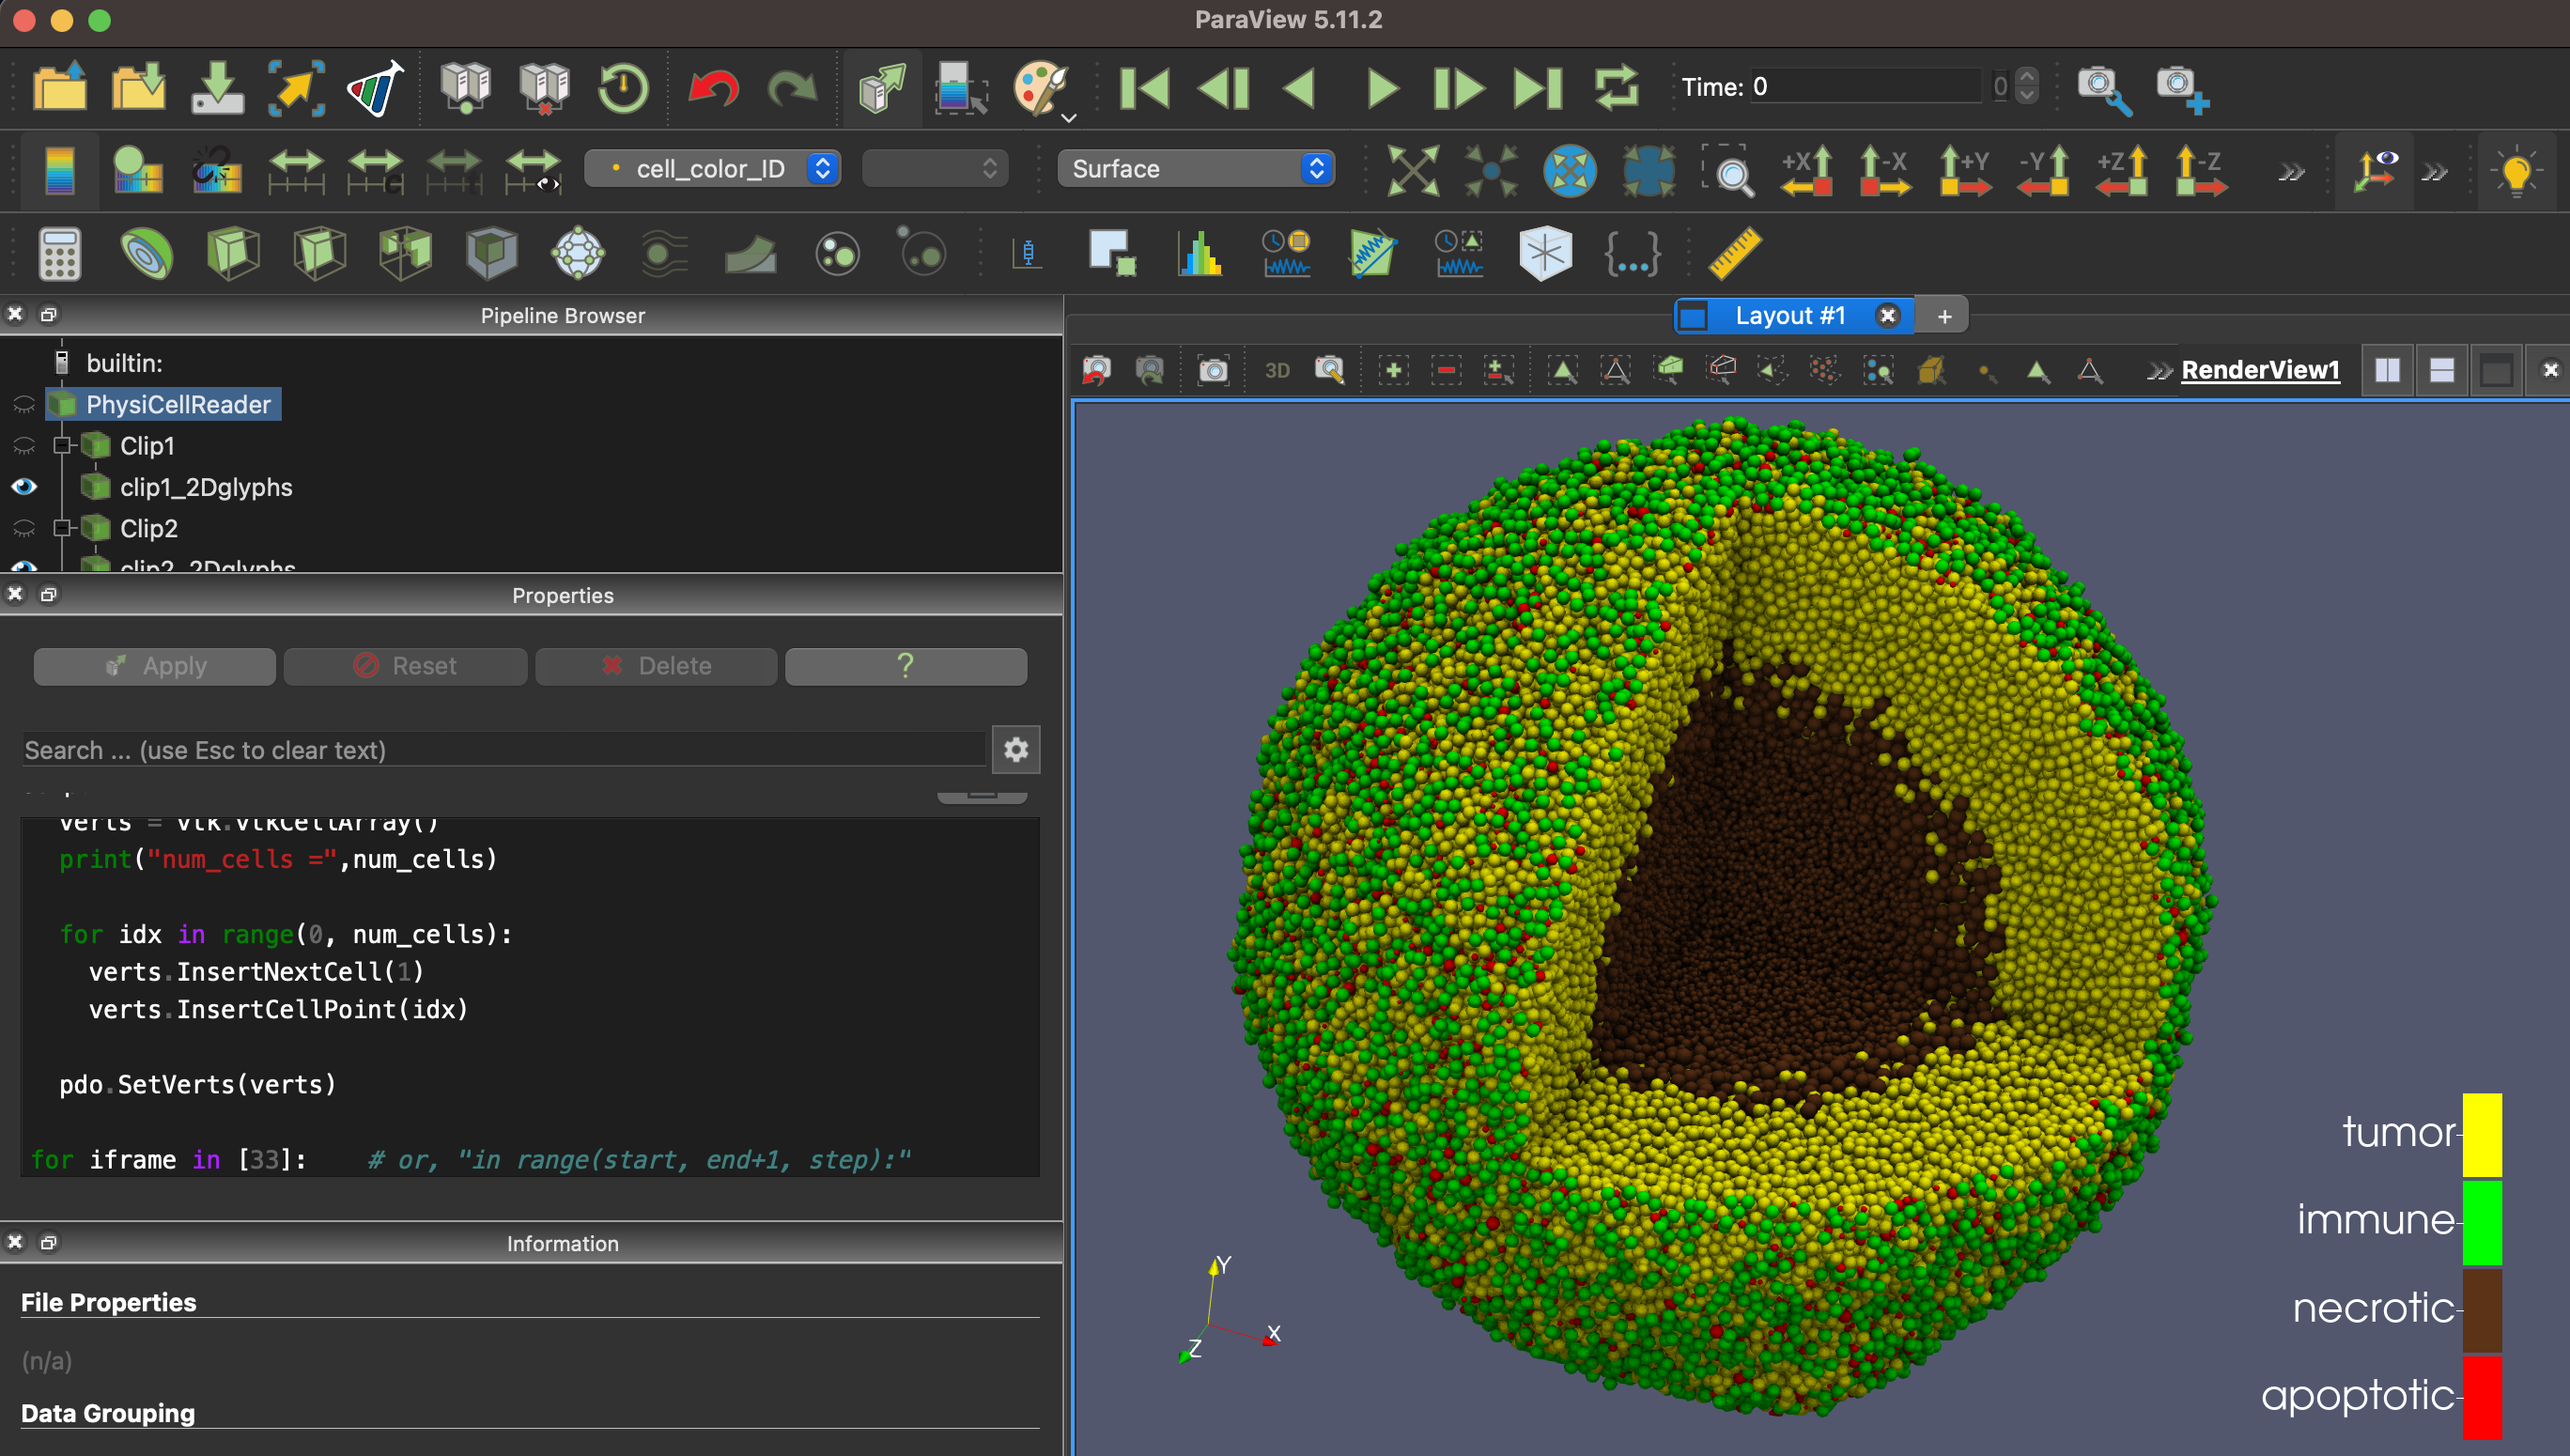 ParaView 5.11.2
Time: 0
0
cell_color_ID
Surface
+X
-X
+Y
-Y
+Z
-Z
Pipeline Browser
builtin:
PhysiCellReader
Clip1
clip1_2Dglyphs
Clip2
clip2_2Dglyphs
Properties
Apply
Reset
Delete
?
Search ... (use Esc to clear text)
verts = vtk.vtkCellArray()
print("num_cells =",num_cells)
for idx in range(0, num_cells):
verts.InsertNextCell(1)
verts.InsertCellPoint(idx)
pdo.SetVerts(verts)
for iframe in [33]:    # or, "in range(start, end+1, step):"
Information
File Properties
(n/a)
Data Grouping
Layout #1
+
3D
RenderView1
Y
X
Z
tumor
immune
necrotic
apoptotic